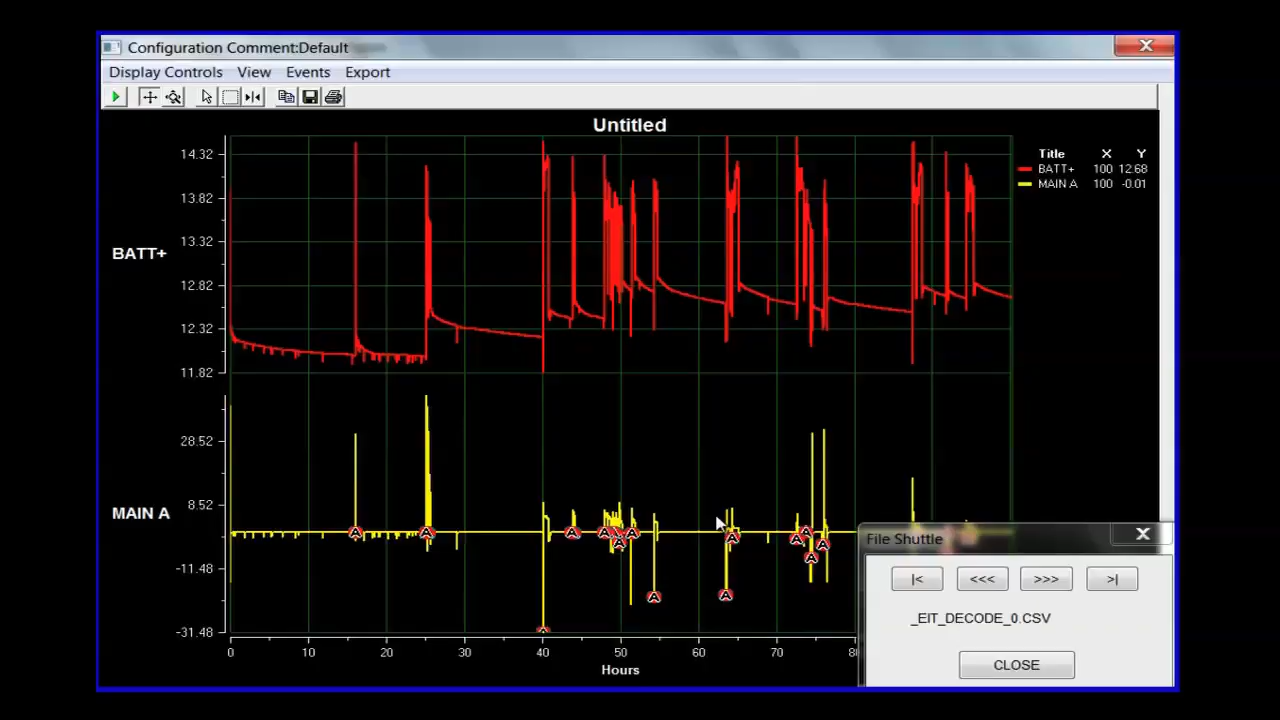 Configuration Comment:Default
Display Controls View Events Export
Untitled
Title X Y
BATT+ 100 12.68
MAIN A 100 -0.01
14.32
13.82
13.32
BATT+
12.82
12.32
11.82
28.52
8.52
MAIN A
-11.48
-31.48
0 10 20 30 40 50 60 70
Hours
A A A A A A A A A A A A A A
File Shuttle
|< <<< >>> >|
_EIT_DECODE_0.CSV
CLOSE